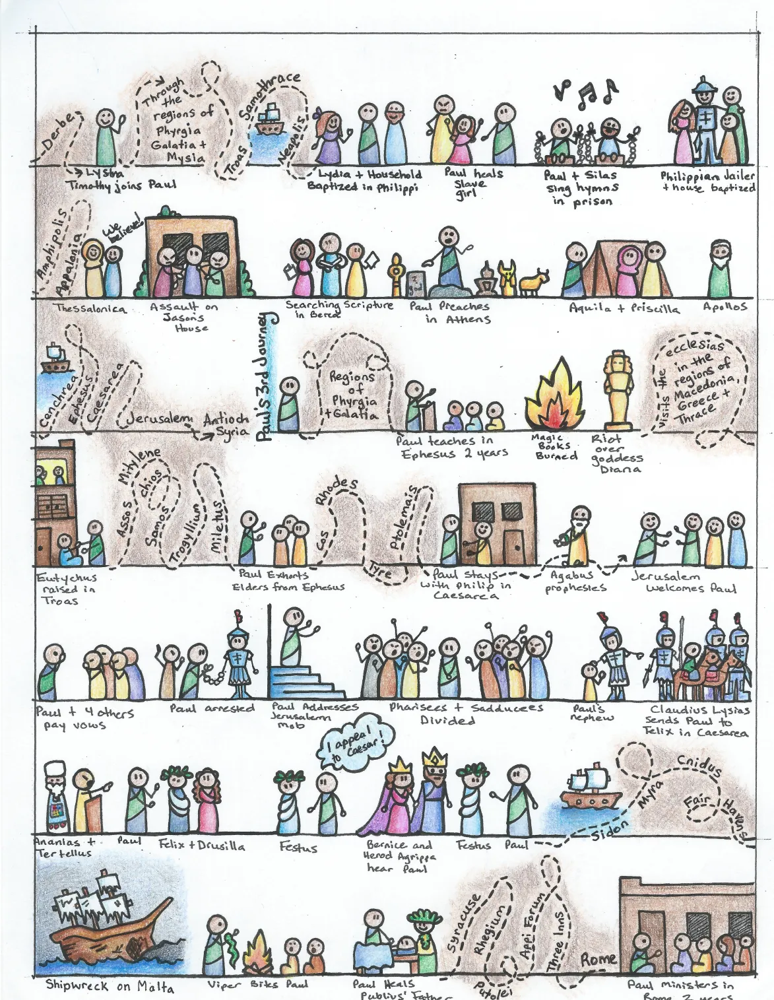 Derbe
Lystra
Timothy joins Paul
Through
the
regions of
Phyrgia
Galatia +
Mysia
Troas
Samothrace
Neapolis
Lydia + Household
Baptized in Philippi
Paul heals
Slave
girl
Paul + Silas
sing hymns
in prison
Philippian Jailer
+ house baptized
Amphipolis
Appalonia
We
believe!
Thessalonica
Assault on
Jason's
House
Searching Scripture
in Berea
Paul Preaches
in Athens
Aquila + Priscilla
Apollos
Cenchrea
Ephesus
Caesarea
Jerusalem
Antioch
Syria
Paul's 3rd Journey
Regions
of
Phyrgia
+ Galatia
Paul teaches in
Ephesus 2 years
Magic
Books
Burned
Riot
over
goddess
Diana
visits the
ecclesias
in the
regions of
Macedonia,
Greece +
Thrace
Eutychus
raised in
Troas
Assos
Mitylene
chios
Samos
Trogyllium
Miletus
Paul Exhorts
Elders from Ephesus
Cos
Rhodes
Tyre
Ptolemais
Paul stays
with Philip in
Caesarea
Agabus
prophesies
Jerusalem
Welcomes Paul
Paul + 4 others
pay vows
Paul arrested
Paul Addresses
Jerusalem
mob
Pharisees + Sadducees
Divided
Paul's
nephew
Claudius Lysias
Sends Paul to
Felix in Caesarea
Ananias +
Tertellus
Paul
Felix + Drusilla
I appeal
to Caesar!
Festus
Bernice and
Herod Agrippa
hear Paul
Festus
Paul
Sidon
Myra
Cnidus
Fair
Havens
Shipwreck on Malta
Viper Bites Paul
Paul Heals
Publius' Father
Syracuse
Rhegium
Putolei
Appi Forum
Three Inns
Rome
Paul ministers in
Rome 2 years